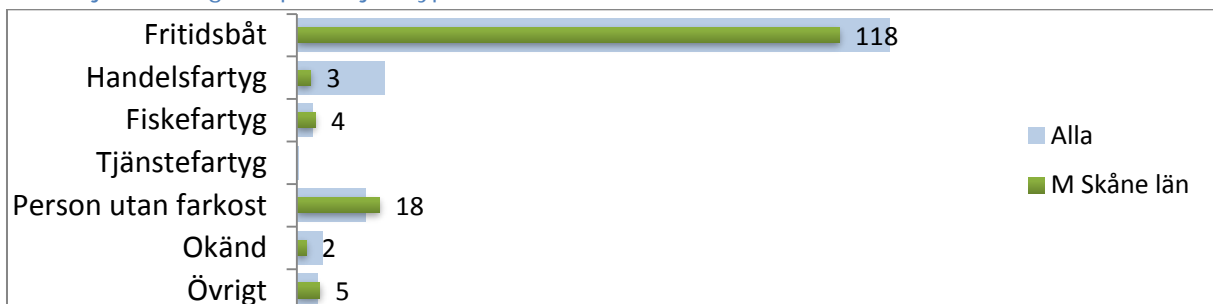 Fritidsbåt 118
Handelsfartyg 3
Fiskefartyg 4
Tjänstefartyg
Person utan farkost 18
Okänd 2
Övrigt 5
Alla
M Skåne län